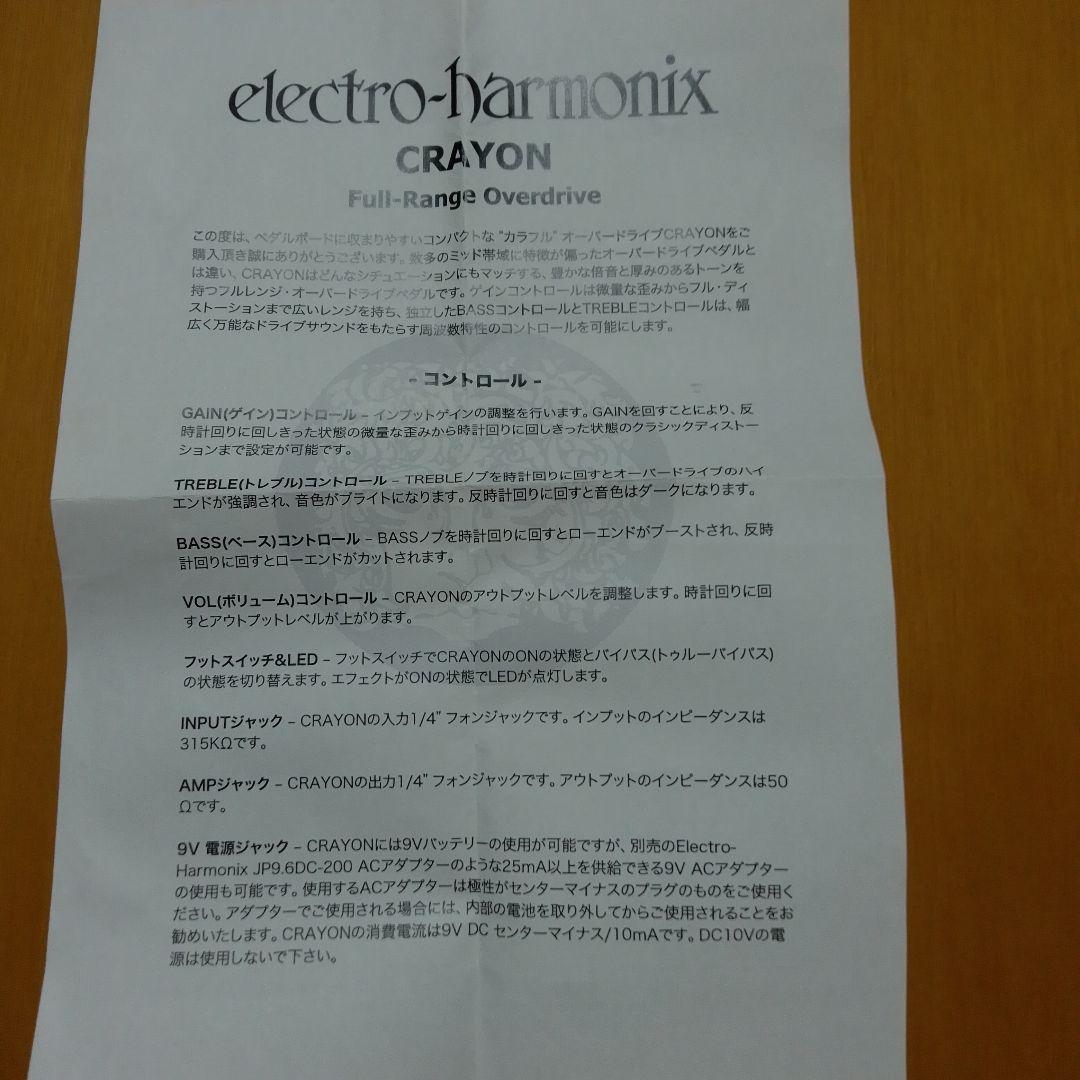 electro-harmonix
CRAYON
Full-Range Overdrive
この度は、ペダルボードに収まりやすいコンパクトな "カラフル" オーバードライブCRAYONをご
購入頂き誠にありがとうございます。数多のミッド帯域に特徴が偏ったオーバードライブペダルと
は違い、CRAYONはどんなシチュエーションにもマッチする、豊かな倍音と厚みのあるトーンを
持つフルレンジ・オーバードライブペダルです。ゲインコントロールは微量な歪みからフル・ディ
ストーションまで広いレンジを持ち、独立したBASSコントロールとTREBLEコントロールは、幅
広く万能なドライブサウンドをもたらす周波数特性のコントロールを可能にします。
- コントロール -
GAIN(ゲイン)コントロール – インプットゲインの調整を行います。GAINを回すことにより、反
時計回りに回しきった状態の微量な歪みから時計回りに回しきった状態のクラシックディストー
ションまで設定が可能です。
TREBLE(トレブル)コントロール – TREBLEノブを時計回りに回すとオーバードライブのハイ
エンドが強調され、音色がブライトになります。反時計回りに回すと音色はダークになります。
BASS(ベース)コントロール – BASSノブを時計回りに回すとローエンドがブーストされ、反時
計回りに回すとローエンドがカットされます。
VOL(ボリューム)コントロール – CRAYONのアウトプットレベルを調整します。時計回りに回
すとアウトプットレベルが上がります。
フットスイッチ&LED – フットスイッチでCRAYONのONの状態とバイパス(トゥルーバイパス)
の状態を切り替えます。エフェクトがONの状態でLEDが点灯します。
INPUTジャック – CRAYONの入力1/4" フォンジャックです。インプットのインピーダンスは
315KΩです。
AMPジャック – CRAYONの出力1/4" フォンジャックです。アウトプットのインピーダンスは50
Ωです。
9V 電源ジャック – CRAYONには9Vバッテリーの使用が可能ですが、別売のElectro-
Harmonix JP9.6DC-200 ACアダプターのような25mA以上を供給できる9V ACアダプター
の使用も可能です。使用するACアダプターは極性がセンターマイナスのプラグのものをご使用く
ださい。アダプターでご使用される場合には、内部の電池を取り外してからご使用されることをお
勧めいたします。CRAYONの消費電流は9V DC センターマイナス/10mAです。DC10Vの電
源は使用しないで下さい。